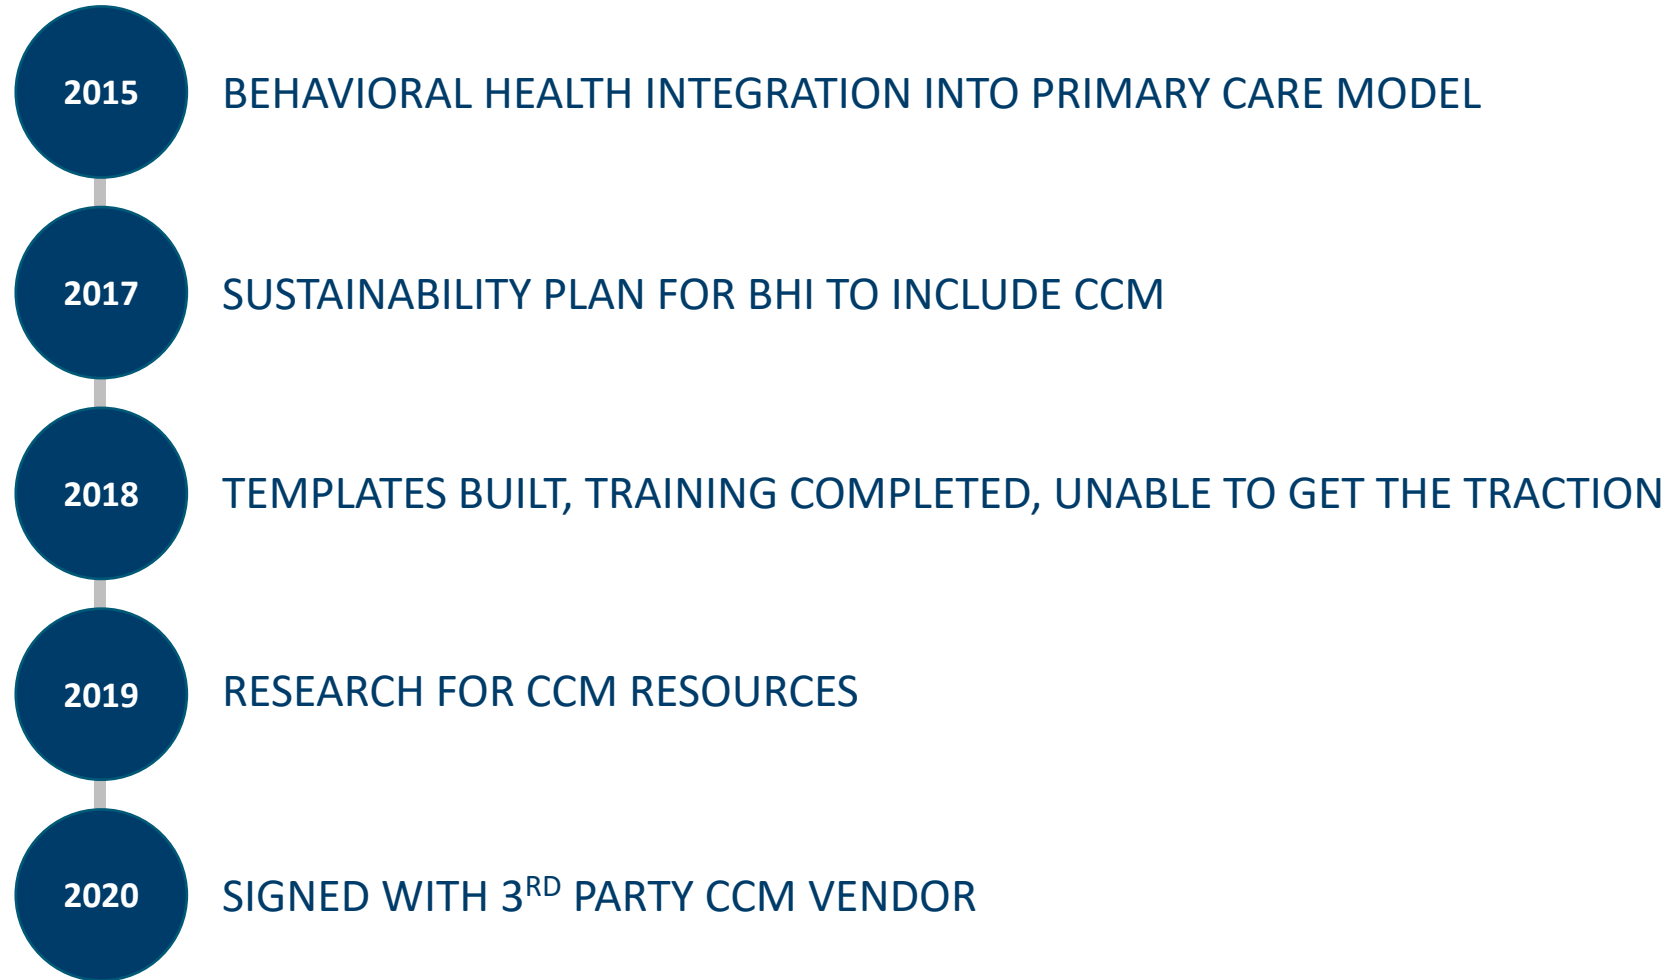 2015 BEHAVIORAL HEALTH INTEGRATION INTO PRIMARY CARE MODEL
2017 SUSTAINABILITY PLAN FOR BHI TO INCLUDE CCM
2018 TEMPLATES BUILT, TRAINING COMPLETED, UNABLE TO GET THE TRACTION
2019 RESEARCH FOR CCM RESOURCES
2020 SIGNED WITH 3RD PARTY CCM VENDOR